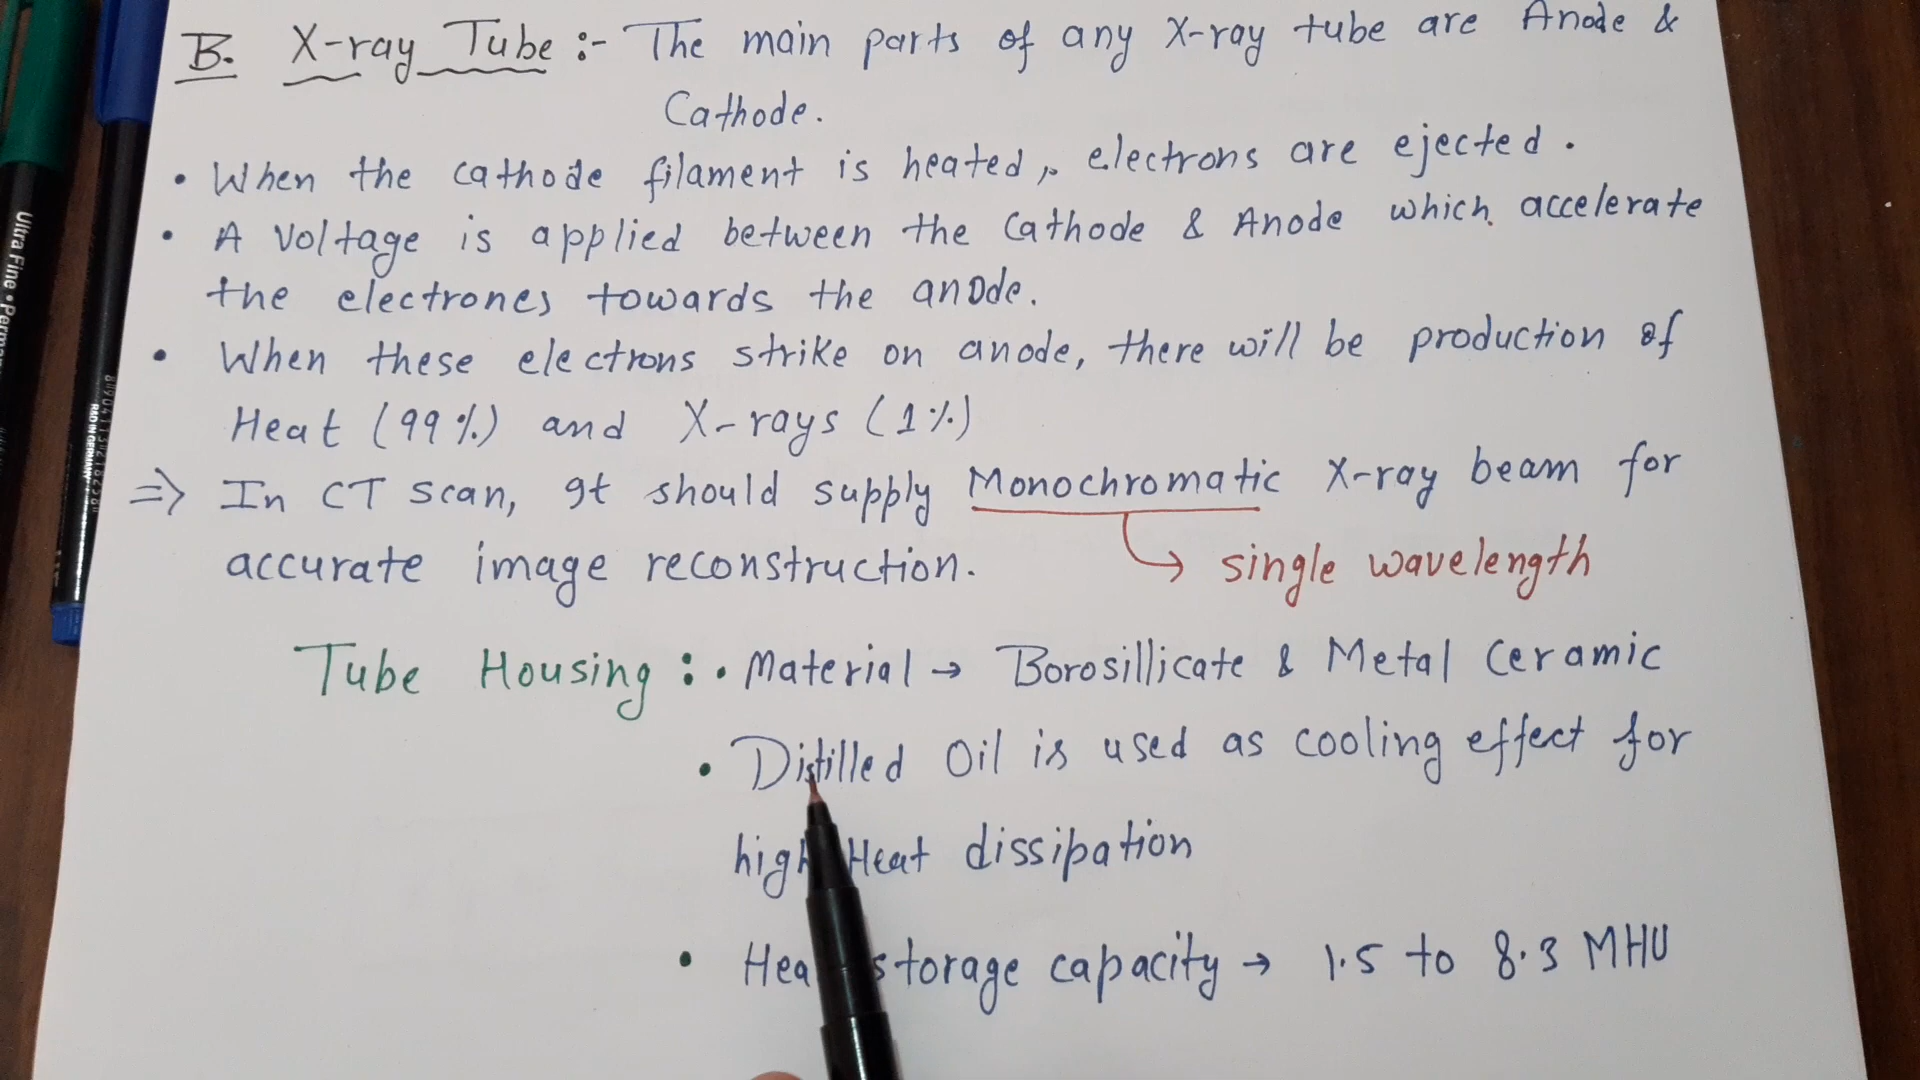 B. X-ray Tube :- The main parts of any X-ray tube are Anode &
Cathode.
• When the cathode filament is heated, electrons are ejected.
• A Voltage is applied between the Cathode & Anode which accelerate
the electrones towards the anode.
• When these electrons strike on anode, there will be production of
Heat (99%) and X-rays (1%)
⇒ In CT scan, It should supply Monochromatic X-ray beam for
accurate image reconstruction. → single wavelength
Tube Housing : • Material → Borosillicate & Metal Ceramic
• Distilled Oil is used as cooling effect for
high Heat dissipation
• storage capacity → 1.5 to 8.3 MHU
Ultra Fine • Perma
MADE IN GERMANY